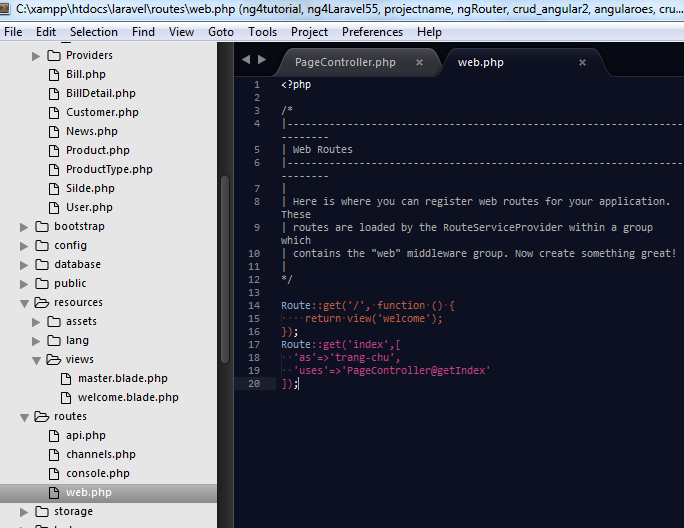 C:\xampp\htdocs\laravel\routes\web.php (ng4tutorial, ng4Laravel55, projectname, ngRouter, crud_angular2, angularoes, cru...
File Edit Selection Find View Goto Tools Project Preferences Help
Providers
Bill.php
BillDetail.php
Customer.php
News.php
Product.php
ProductType.php
Silde.php
User.php
bootstrap
config
database
public
resources
assets
lang
views
master.blade.php
welcome.blade.php
routes
api.php
channels.php
console.php
web.php
storage
PageController.php × web.php ×
1 <?php
2
3 /*
4 |--------------------------------------------------------------------------
5 | Web Routes
6 |--------------------------------------------------------------------------
7 |
8 | Here is where you can register web routes for your application.
These
9 | routes are loaded by the RouteServiceProvider within a group
which
10 | contains the "web" middleware group. Now create something great!
11 |
12 */
13
14 Route::get('/', function () {
15 return view('welcome');
16 });
17 Route::get('index',[
18 'as'=>'trang-chu',
19 'uses'=>'PageController@getIndex'
20 ]);